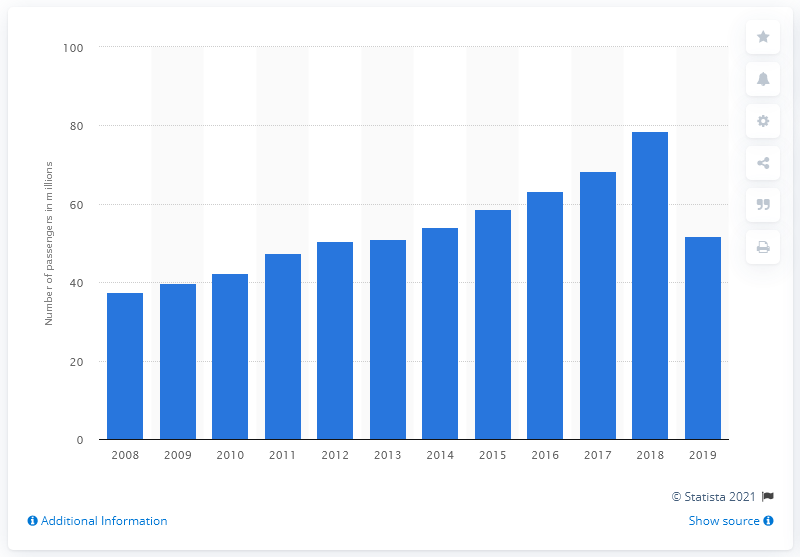 100
80
60
40
20
0
Number of passengers in millions
2008 2009 2010 2011 2012 2013 2014 2015 2016 2017 2018 2019
© Statista 2021
Additional Information
Show source